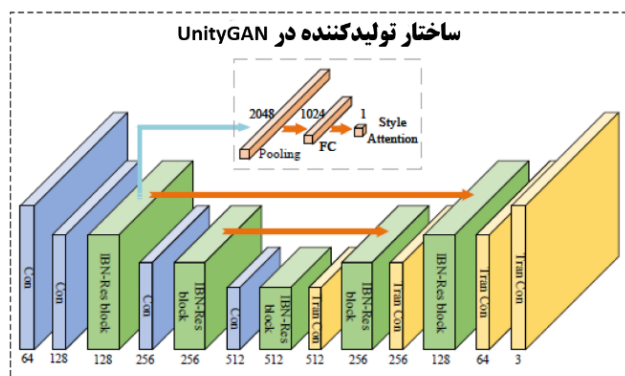 ساختار تولیدکننده در UnityGAN
2048 1024 1
Pooling FC Style Attention
Con
Con
IBN-Res block
Con
IBN-Res block
Con
IBN-Res block
Tran Con
IBN-Res block
Tran Con
IBN-Res block
Tran Con
Tran Con
64 128 128 256 256 512 512 512 256 256 128 64 3